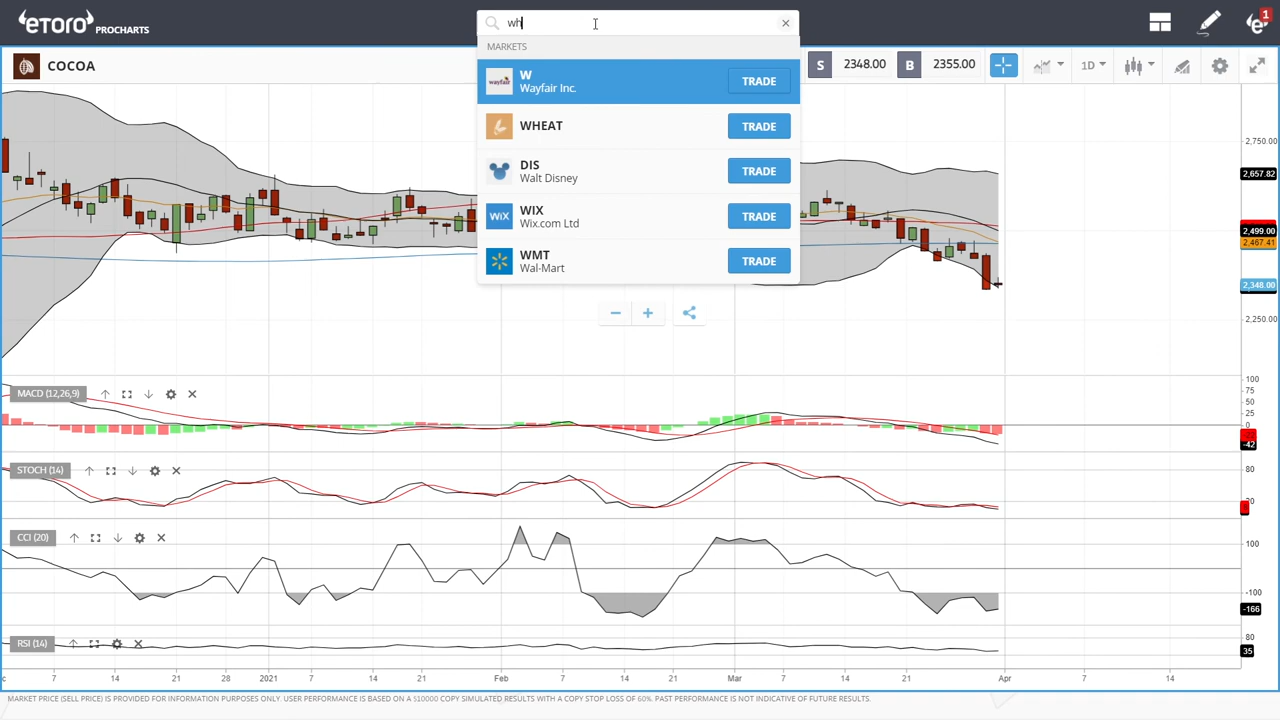 eTORO PROCHARTS
wh
1
MARKETS
COCOA
S 2348.00 B 2355.00 1D
wayfair W TRADE
Wayfair Inc.
WHEAT TRADE
DIS TRADE
Walt Disney
WiX WIX TRADE
Wix.com Ltd
WMT TRADE
Wal-Mart
2,750.00
2,657.82
2,499.00
2,467.41
2,348.00
2,250.00
MACD (12,26,9)
100
75
50
25
0
-42
STOCH (14)
80
20
CCI (20)
100
-100
-166
RSI (14)
80
35
7 14 21 28 2021 7 14 21 Feb 7 14 21 Mar 7 14 21 Apr 7 14
MARKET PRICE (SELL PRICE) IS PROVIDED FOR INFORMATION PURPOSES ONLY. USER PERFORMANCE IS BASED ON A $10000 COPY SIMULATED RESULTS WITH A COPY STOP LOSS OF 60%. PAST PERFORMANCE IS NOT INDICATIVE OF FUTURE RESULTS.